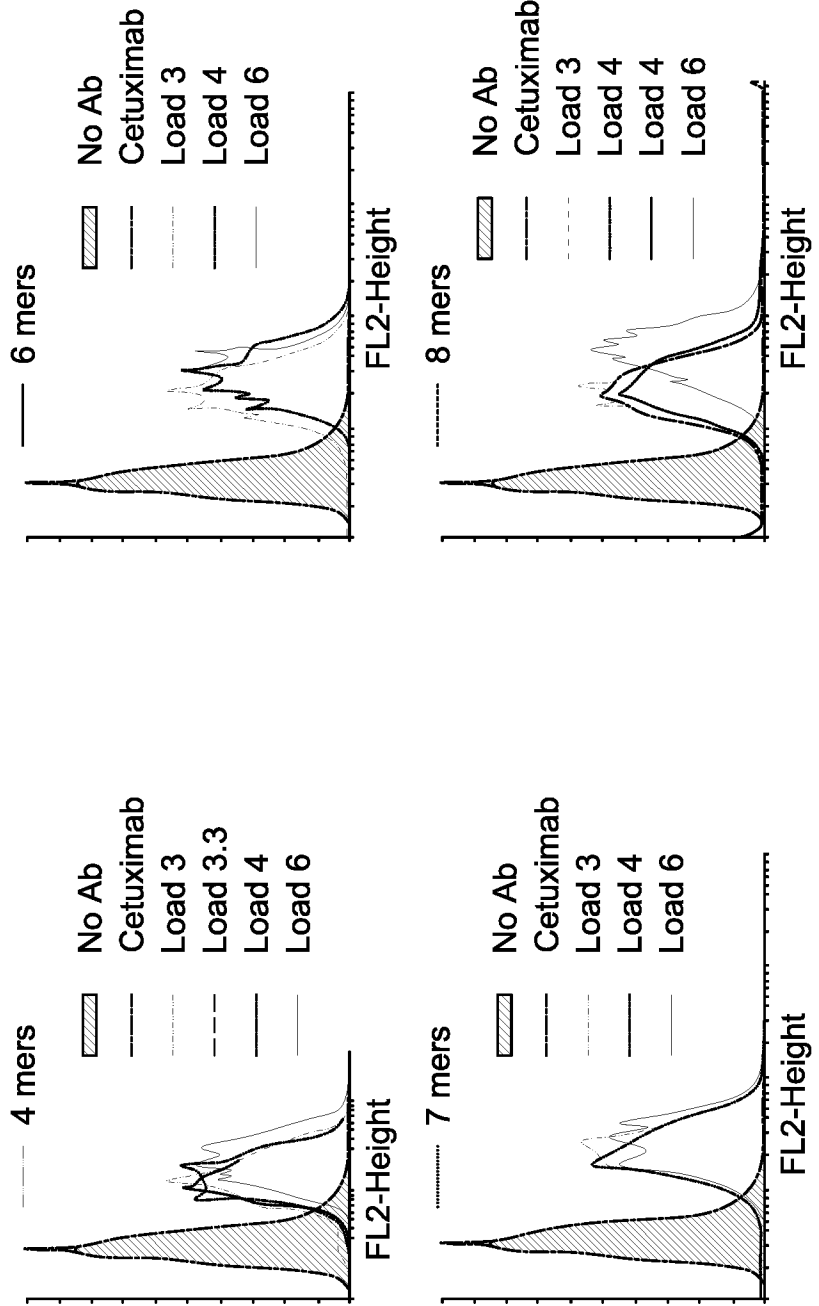 4 mers
No Ab
Cetuximab
Load 3
Load 3.3
Load 4
Load 6
FL2-Height
6 mers
No Ab
Cetuximab
Load 3
Load 4
Load 6
FL2-Height
7 mers
No Ab
Cetuximab
Load 3
Load 4
Load 6
FL2-Height
8 mers
No Ab
Cetuximab
Load 3
Load 4
Load 4
Load 6
FL2-Height